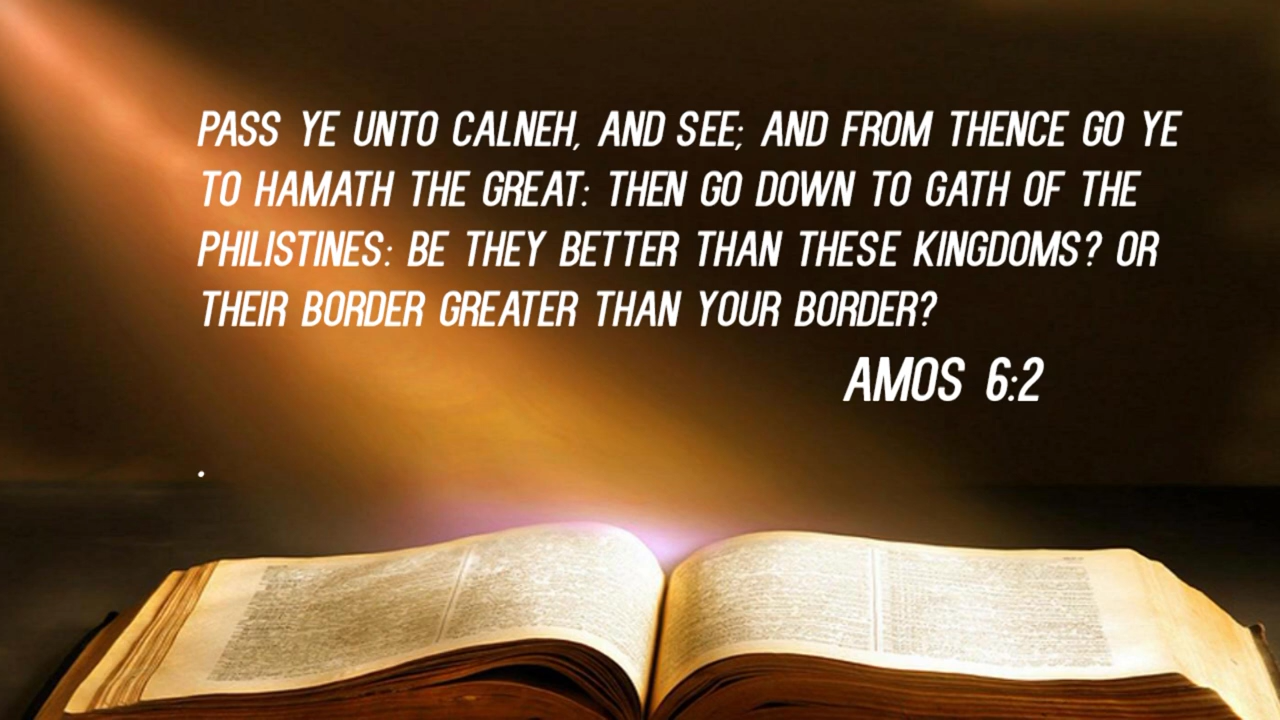 PASS YE UNTO CALNEH, AND SEE; AND FROM THENCE GO YE
TO HAMATH THE GREAT: THEN GO DOWN TO GATH OF THE
PHILISTINES: BE THEY BETTER THAN THESE KINGDOMS? OR
THEIR BORDER GREATER THAN YOUR BORDER?
AMOS 6:2
.